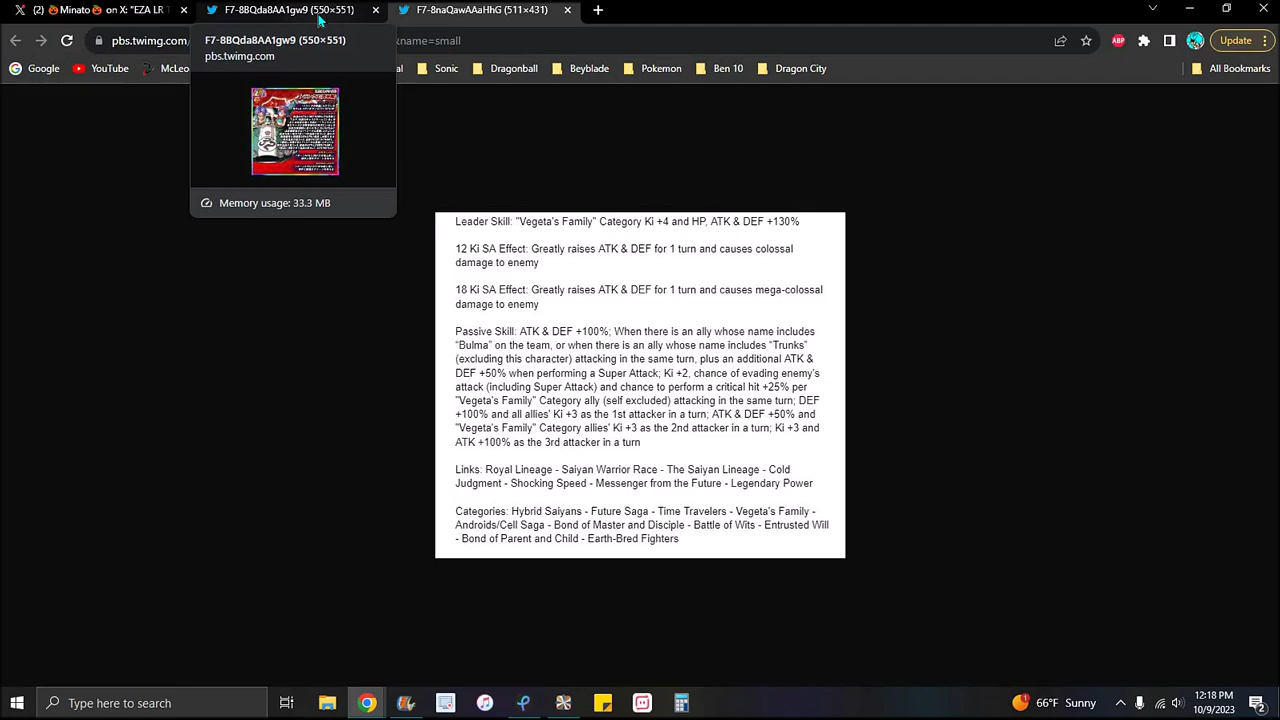 (2) 🎃Minato🎃 on X: "EZA LR T
F7-8BQda8AA1gw9 (550×551)
F7-8naQawAAaHhG (511×431)
pbs.twimg.com/
&name=small
Update
F7-8BQda8AA1gw9 (550×551)
pbs.twimg.com
Memory usage: 33.3 MB
Google
YouTube
McLeo
Sonic
Dragonball
Beyblade
Pokemon
Ben 10
Dragon City
All Bookmarks
Leader Skill: "Vegeta's Family" Category Ki +4 and HP, ATK & DEF +130%
12 Ki SA Effect: Greatly raises ATK & DEF for 1 turn and causes colossal
damage to enemy
18 Ki SA Effect: Greatly raises ATK & DEF for 1 turn and causes mega-colossal
damage to enemy
Passive Skill: ATK & DEF +100%; When there is an ally whose name includes
“Bulma” on the team, or when there is an ally whose name includes “Trunks”
(excluding this character) attacking in the same turn, plus an additional ATK &
DEF +50% when performing a Super Attack; Ki +2, chance of evading enemy’s
attack (including Super Attack) and chance to perform a critical hit +25% per
"Vegeta's Family" Category ally (self excluded) attacking in the same turn; DEF
+100% and all allies' Ki +3 as the 1st attacker in a turn; ATK & DEF +50% and
"Vegeta's Family" Category allies' Ki +3 as the 2nd attacker in a turn; Ki +3 and
ATK +100% as the 3rd attacker in a turn
Links: Royal Lineage - Saiyan Warrior Race - The Saiyan Lineage - Cold
Judgment - Shocking Speed - Messenger from the Future - Legendary Power
Categories: Hybrid Saiyans - Future Saga - Time Travelers - Vegeta's Family -
Androids/Cell Saga - Bond of Master and Disciple - Battle of Wits - Entrusted Will
- Bond of Parent and Child - Earth-Bred Fighters
Type here to search
66°F Sunny
12:18 PM
10/9/2023